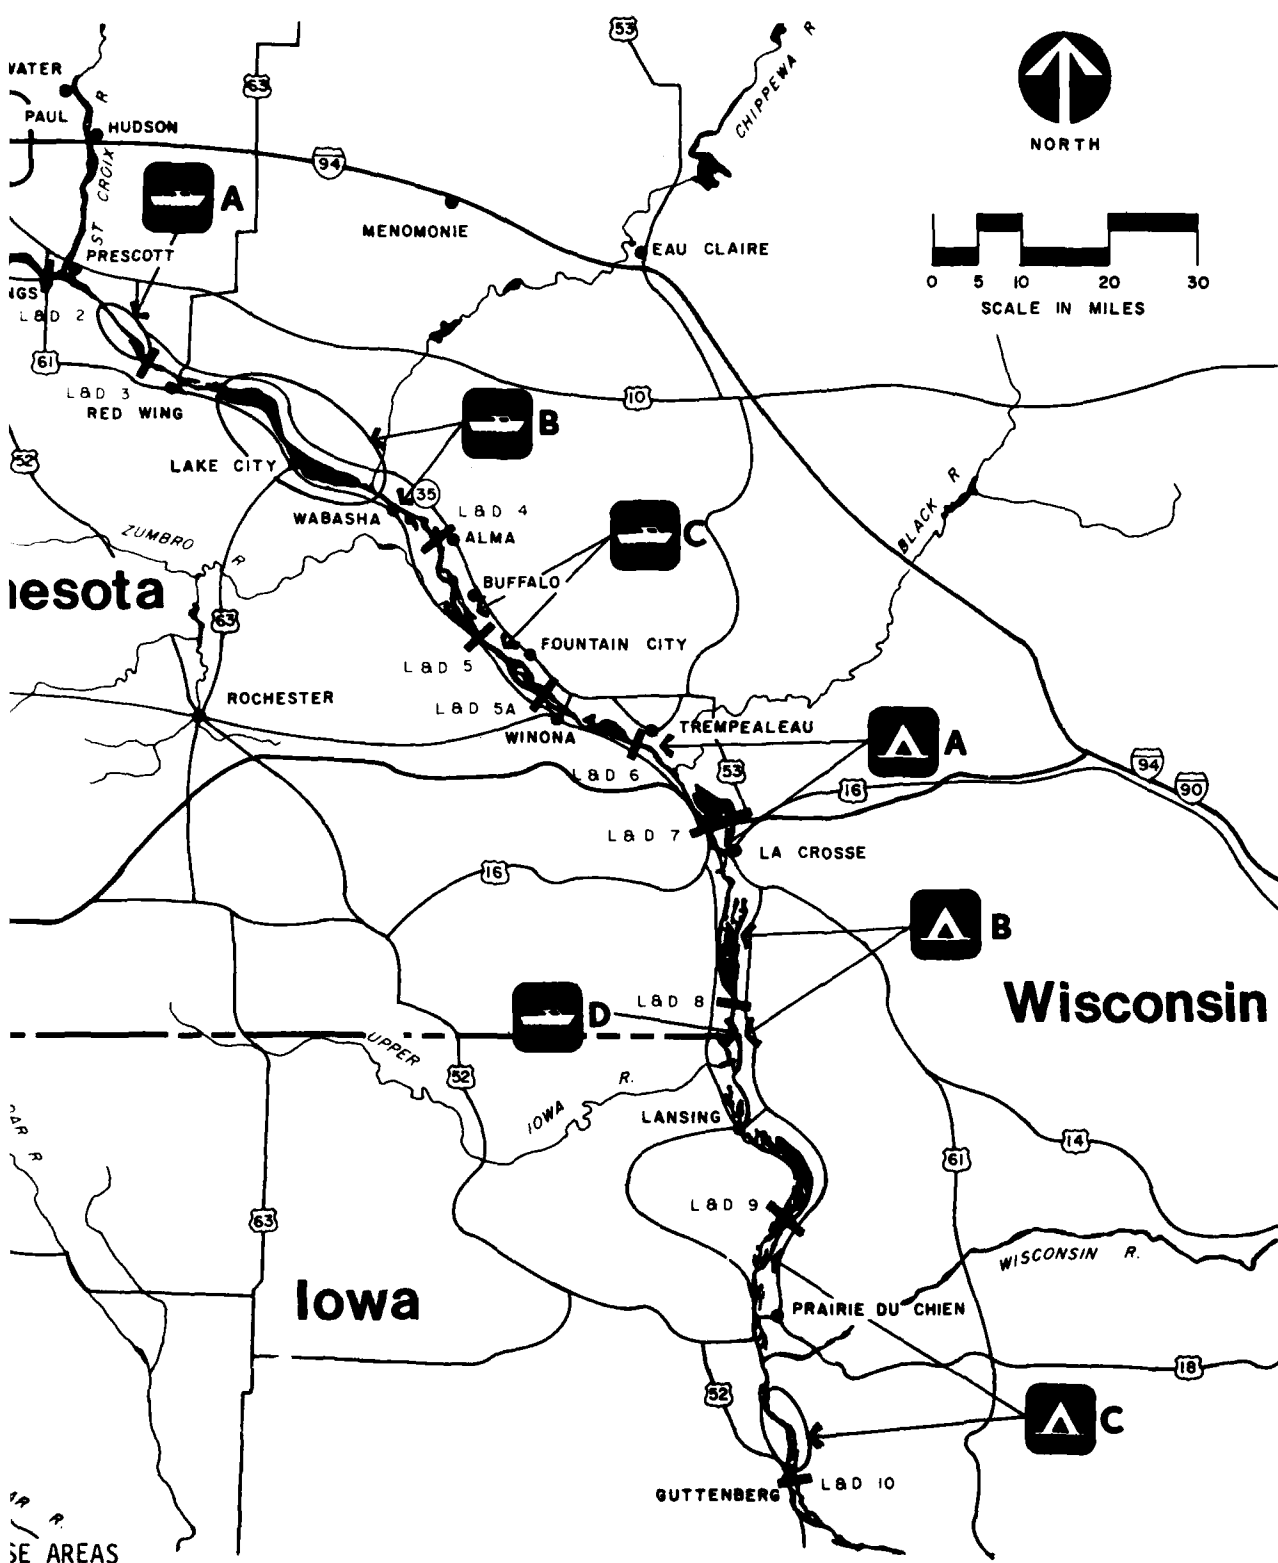 53
CHIPPEWA R
WATER
63
PAUL
R
HUDSON
NORTH
94
ST CROIX
A
MENOMONIE
EAU CLAIRE
PRESCOTT
0 5 10 20 30
SCALE IN MILES
NGS
L&D 2
61
L&D 3
RED WING
10
B
52
LAKE CITY
35
BLACK R
WABASHA
L&D 4
ALMA
ZUMBRO R
C
BUFFALO
nesota
63
FOUNTAIN CITY
L&D 5
ROCHESTER
L&D 5A
WINONA
TREMPEALEAU
A
L&D 6
53
94
16
90
L&D 7
LA CROSSE
16
B
L&D 8
Wisconsin
D
UPPER
52
IOWA R.
LANSING
DAR R
14
61
L&D 9
63
WISCONSIN R.
Iowa
PRAIRIE DU CHIEN
18
52
C
L&D 10
GUTTENBERG
AR R.
SE AREAS